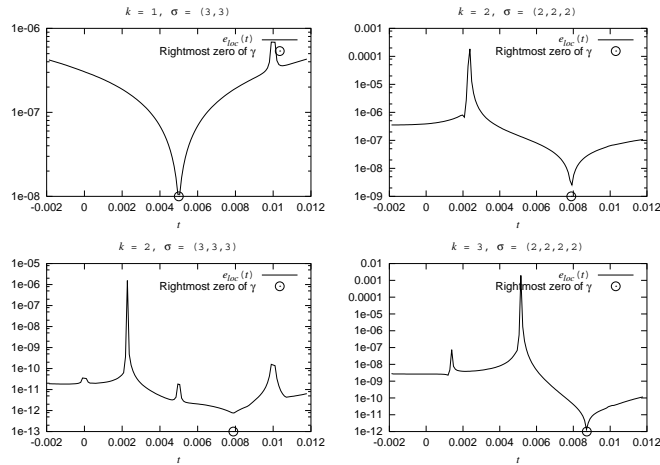 k = 1, σ = (3,3)
1e-06
1e-07
1e-08
e_loc(t)
Rightmost zero of γ
-0.002 0 0.002 0.004 0.006 0.008 0.01 0.012
t
k = 2, σ = (2,2,2)
0.001
0.0001
1e-05
1e-06
1e-07
1e-08
1e-09
e_loc(t)
Rightmost zero of γ
-0.002 0 0.002 0.004 0.006 0.008 0.01 0.012
t
k = 2, σ = (3,3,3)
1e-05
1e-06
1e-07
1e-08
1e-09
1e-10
1e-11
1e-12
1e-13
e_loc(t)
Rightmost zero of γ
-0.002 0 0.002 0.004 0.006 0.008 0.01 0.012
t
k = 3, σ = (2,2,2,2)
0.01
0.001
0.0001
1e-05
1e-06
1e-07
1e-08
1e-09
1e-10
1e-11
1e-12
e_loc(t)
Rightmost zero of γ
-0.002 0 0.002 0.004 0.006 0.008 0.01 0.012
t